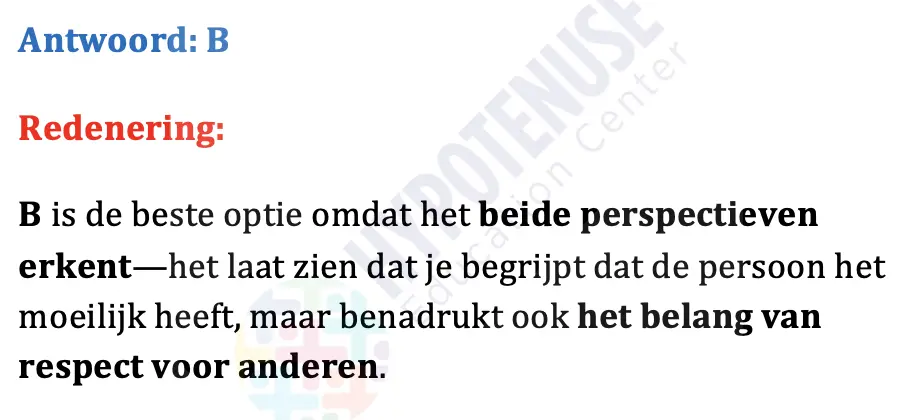 Antwoord: B
Redenering:
B is de beste optie omdat het beide perspectieven
erkent—het laat zien dat je begrijpt dat de persoon het
moeilijk heeft, maar benadrukt ook het belang van
respect voor anderen.
HYPOTENUSE
Education Center